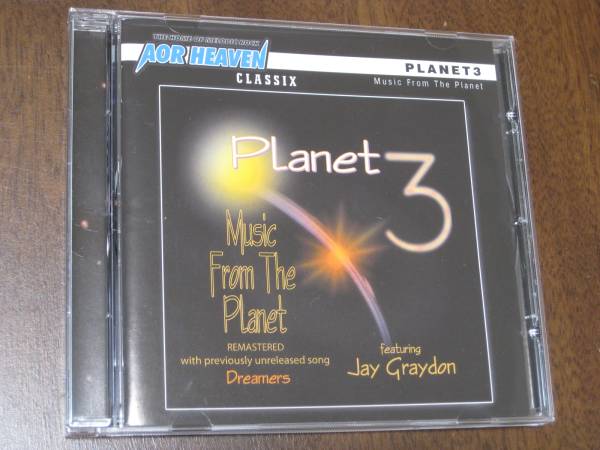 THE HOME OF MELODIC ROCK
AOR HEAVEN
CLASSIX
PLANET3
Music From The Planet
Planet
3
Music
From The
Planet
REMASTERED
with previously unreleased song
Dreamers
featuring
Jay Graydon